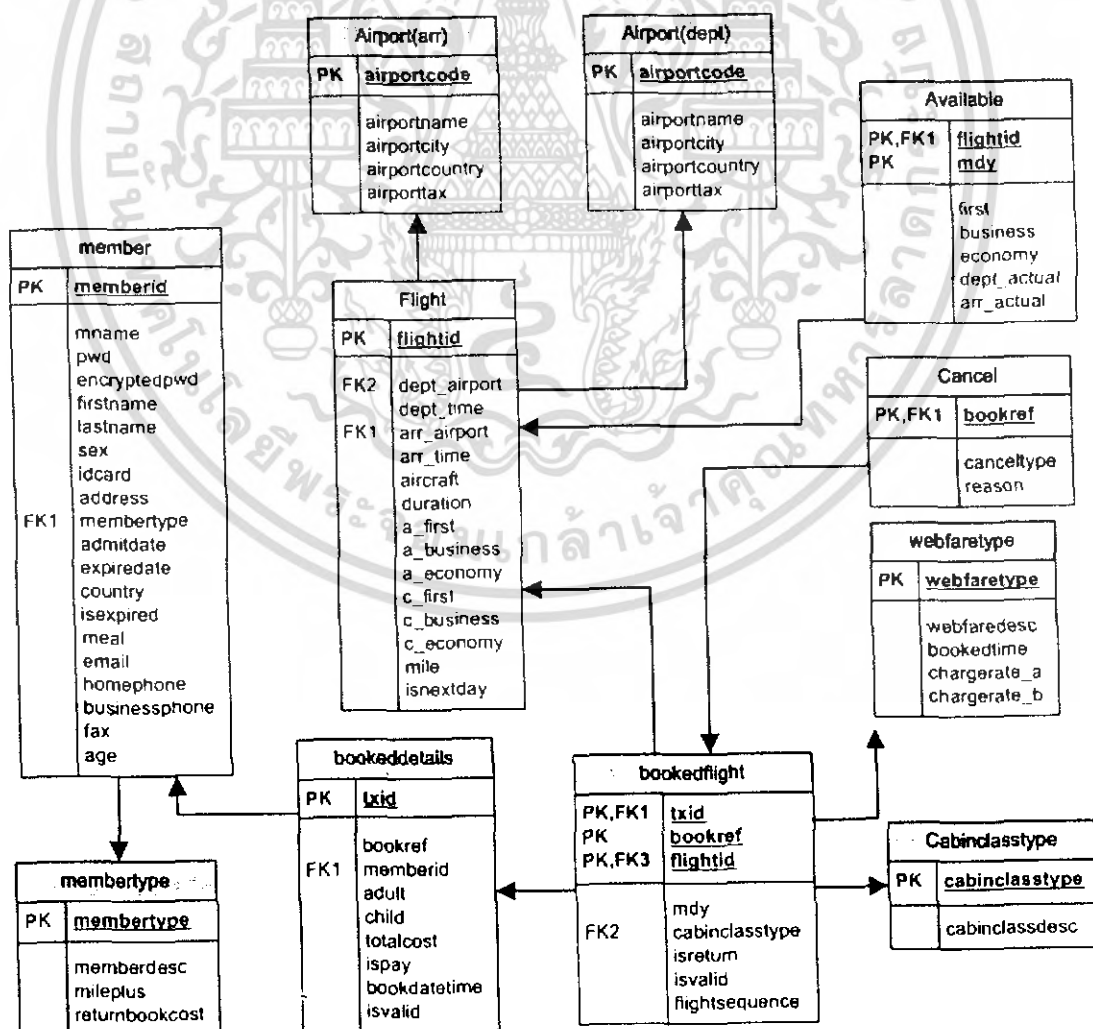 Airport(arr)
PK airportcode
airportname
airportcity
airportcountry
airporttax
Airport(dept)
PK airportcode
airportname
airportcity
airportcountry
airporttax
Available
PK,FK1 flightid
PK mdy
first
business
economy
dept_actual
arr_actual
member
PK memberid
mname
pwd
encryptedpwd
firstname
lastname
sex
idcard
address
FK1 membertype
admitdate
expiredate
country
isexpired
meal
email
homephone
businessphone
fax
age
Flight
PK flightid
FK2 dept_airport
dept_time
FK1 arr_airport
arr_time
aircraft
duration
a_first
a_business
a_economy
c_first
c_business
c_economy
mile
isnextday
Cancel
PK,FK1 bookref
canceltype
reason
webfaretype
PK webfaretype
webfaredesc
bookedtime
chargerate_a
chargerate_b
bookeddetails
PK txid
bookref
FK1 memberid
adult
child
totalcost
ispay
bookdatetime
isvalid
bookedflight
PK,FK1 txid
PK bookref
PK,FK3 flightid
mdy
FK2 cabinclasstype
isreturn
isvalid
flightsequence
Cabinclasstype
PK cabinclasstype
cabinclassdesc
membertype
PK membertype
memberdesc
mileplus
returnbookcost